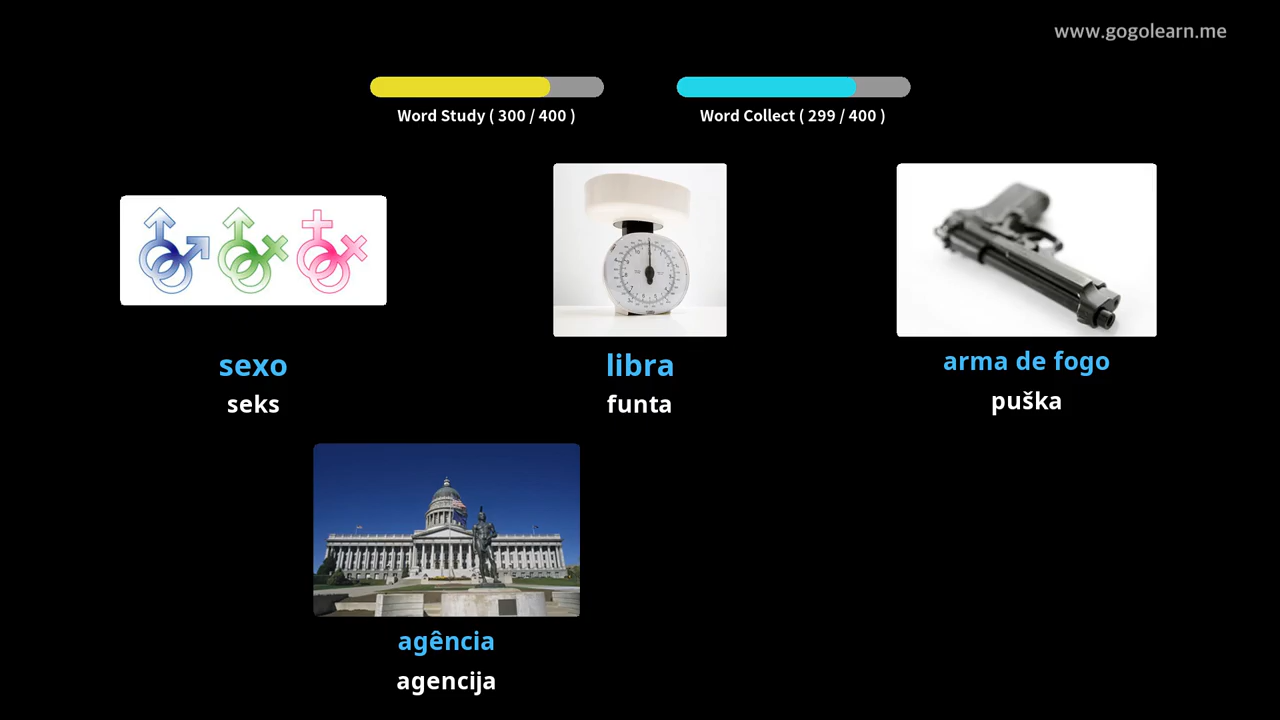 www.gogolearn.me
Word Study ( 300 / 400 )
Word Collect ( 299 / 400 )
sexo
seks
libra
funta
arma de fogo
puška
agência
agencija